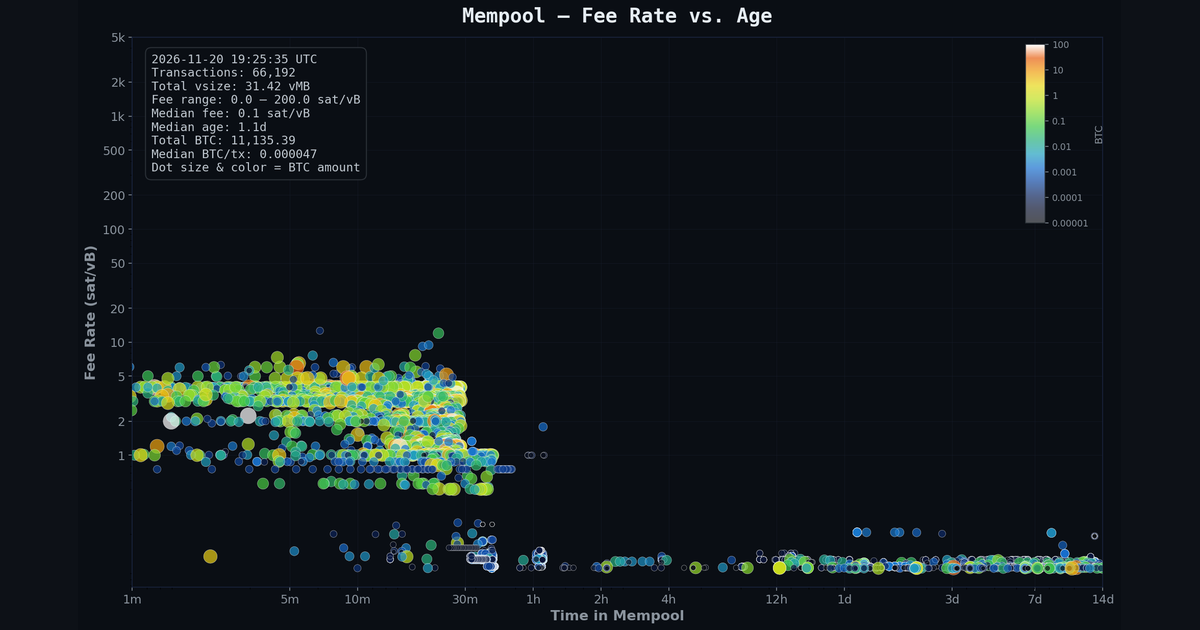 Mempool — Fee Rate vs. Age
5k
2k
1k
500
200
100
50
20
10
5
2
1
Fee Rate (sat/vB)
2026-11-20 19:25:35 UTC
Transactions: 66,192
Total vsize: 31.42 vMB
Fee range: 0.0 — 200.0 sat/vB
Median fee: 0.1 sat/vB
Median age: 1.1d
Total BTC: 11,135.39
Median BTC/tx: 0.000047
Dot size & color = BTC amount
100
10
1
0.1
0.01
0.001
0.0001
0.00001
BTC
1m 5m 10m 30m 1h 2h 4h 12h 1d 3d 7d 14d
Time in Mempool